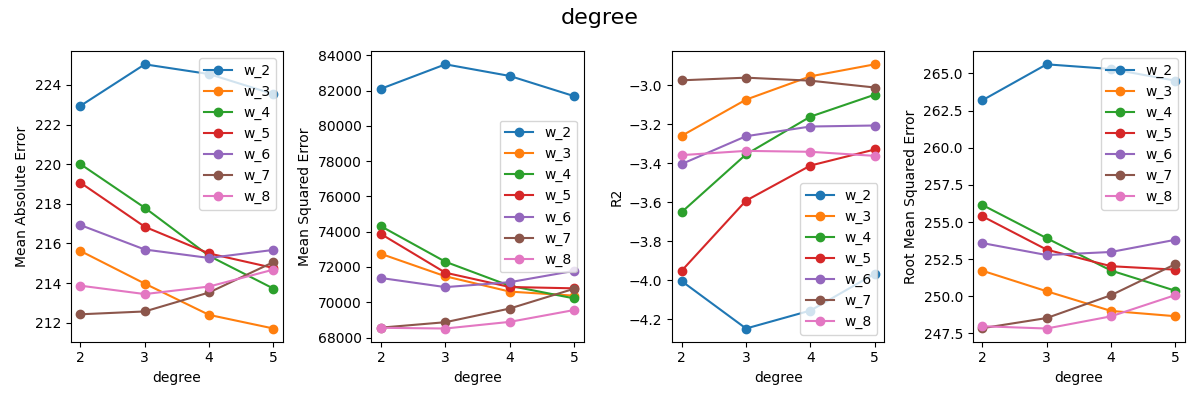 degree
Mean Absolute Error
224
222
220
218
216
214
212
2 3 4 5
degree
w_2
w_3
w_4
w_5
w_6
w_7
w_8
Mean Squared Error
84000
82000
80000
78000
76000
74000
72000
70000
68000
2 3 4 5
degree
w_2
w_3
w_4
w_5
w_6
w_7
w_8
R2
−3.0
−3.2
−3.4
−3.6
−3.8
−4.0
−4.2
2 3 4 5
degree
w_2
w_3
w_4
w_5
w_6
w_7
w_8
Root Mean Squared Error
265.0
262.5
260.0
257.5
255.0
252.5
250.0
247.5
2 3 4 5
degree
w_2
w_3
w_4
w_5
w_6
w_7
w_8